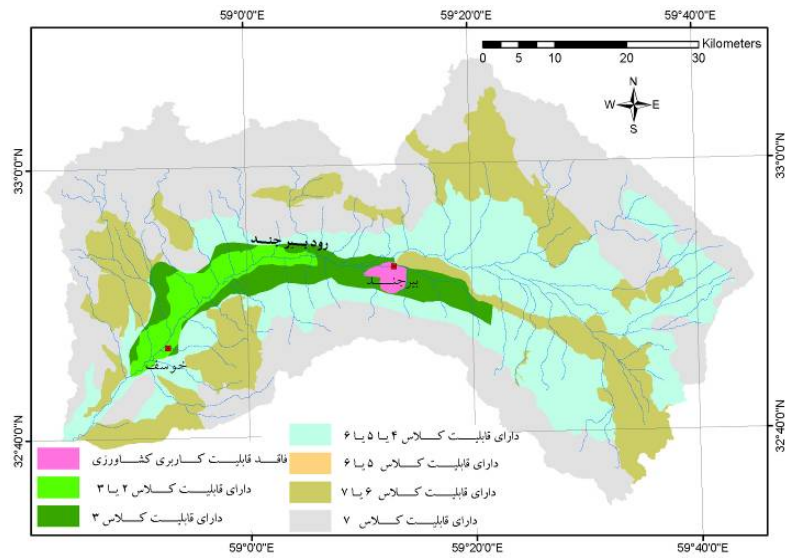 59°0'0"E
59°20'0"E
59°40'0"E
0 5 10 20 30 Kilometers
N
W E
S
33°0'0"N
33°0'0"N
رود بیرجند
بیرجند
خوسف
32°40'0"N
32°40'0"N
فاقد قابلیت کاربری کشاورزی
دارای قابلیت کلاس ۲ یا ۳
دارای قابلیت کلاس ۳
دارای قابلیت کلاس ۴ یا ۵ یا ۶
دارای قابلیت کلاس ۵ یا ۶
دارای قابلیت کلاس ۶ یا ۷
دارای قابلیت کلاس ۷
59°0'0"E
59°20'0"E
59°40'0"E